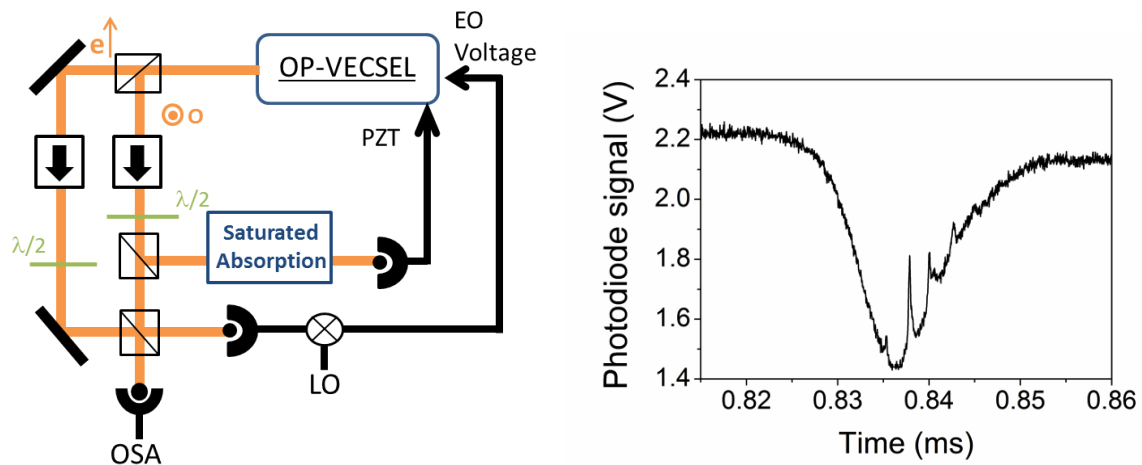 e
OP-VECSEL
EO
Voltage
o
PZT
λ/2
λ/2
Saturated
Absorption
LO
OSA
Photodiode signal (V)
2.4
2.2
2.0
1.8
1.6
1.4
0.82 0.83 0.84 0.85 0.86
Time (ms)